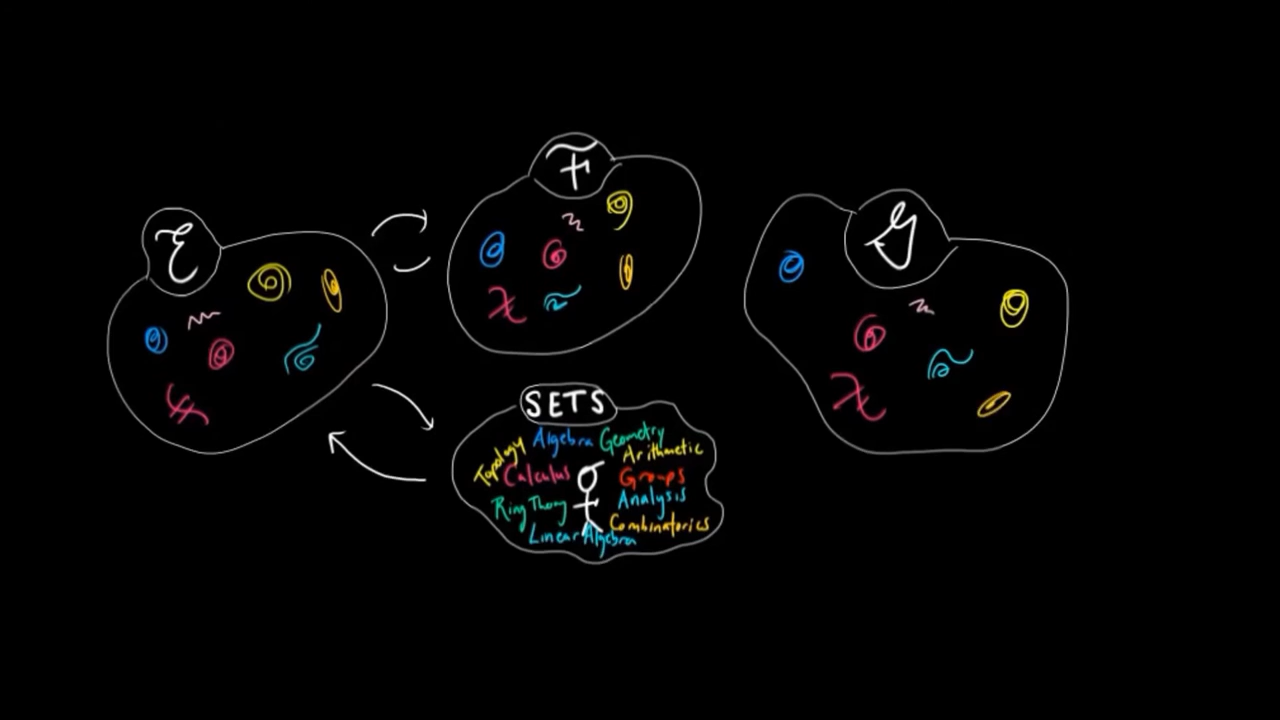 ℰ
ℱ
𝒢
SETS
Topology Algebra Geometry
Arithmetic
Calculus Groups
Ring Theory Analysis
Combinatorics
Linear Algebra